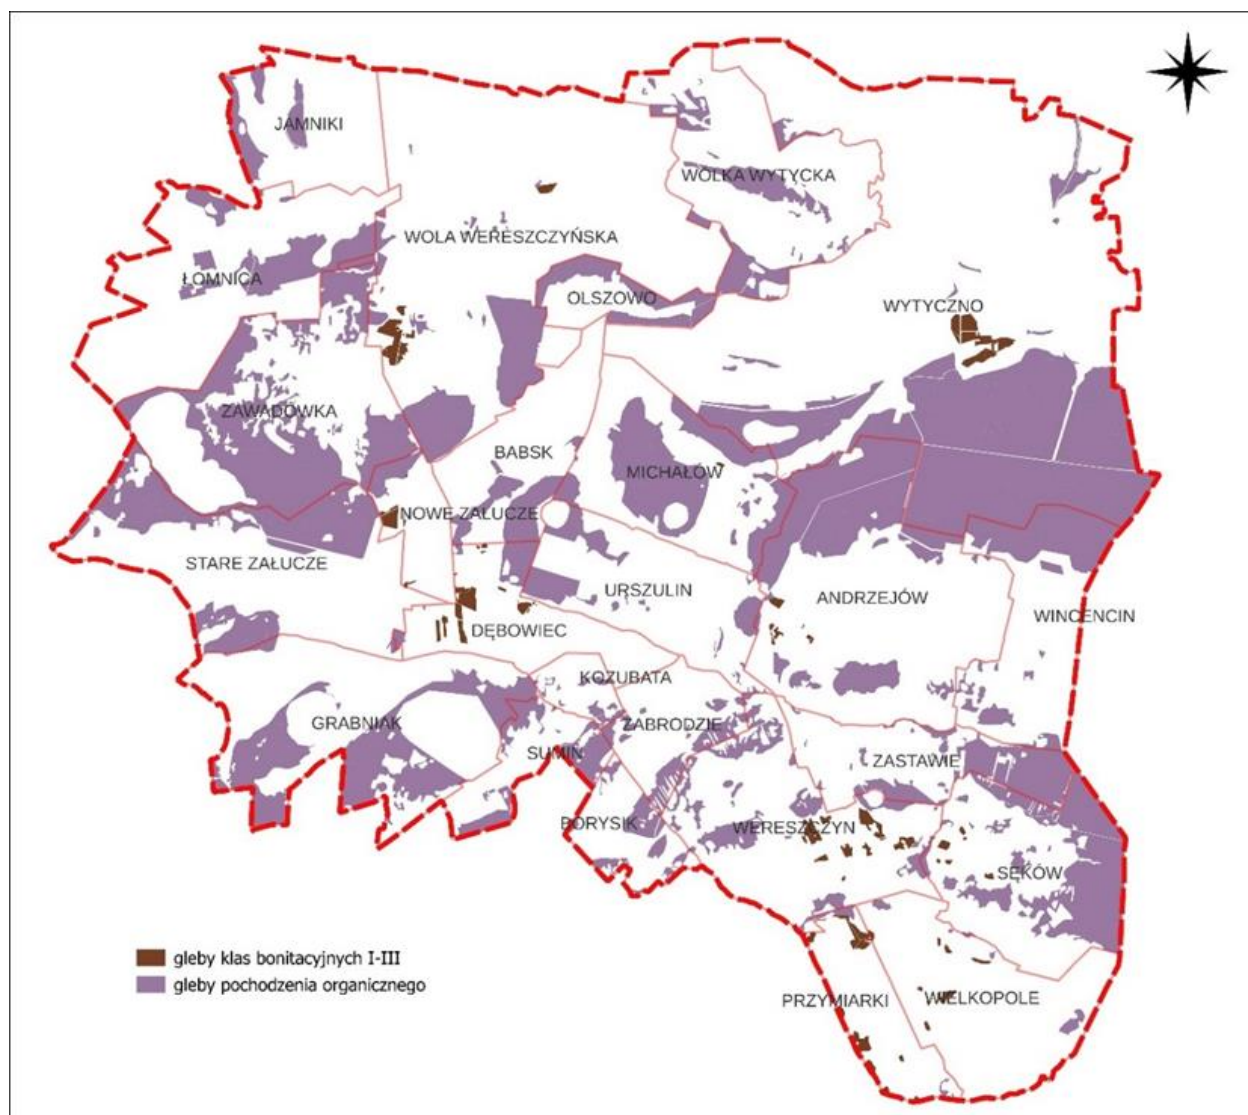 JAMNIKI
WÓLKA WYTYCKA
WOLA WERESZCZYŃSKA
ŁOMNICA
OLSZOWO
WYTYCZNO
ZAWADÓWKA
BABSK
MICHAŁÓW
NOWE ZAŁUCZE
STARE ZAŁUCZE
URSZULIN
ANDRZEJÓW
WINCENCIN
DĘBOWIEC
KOZUBATA
GRABNIAK
ZABRODZIE
SUMIN
ZASTAWIE
BORYSIK
WERESZCZYN
SĘKÓW
gleby klas bonitacyjnych I-III
gleby pochodzenia organicznego
PRZYMIARKI
WIELKOPOLE